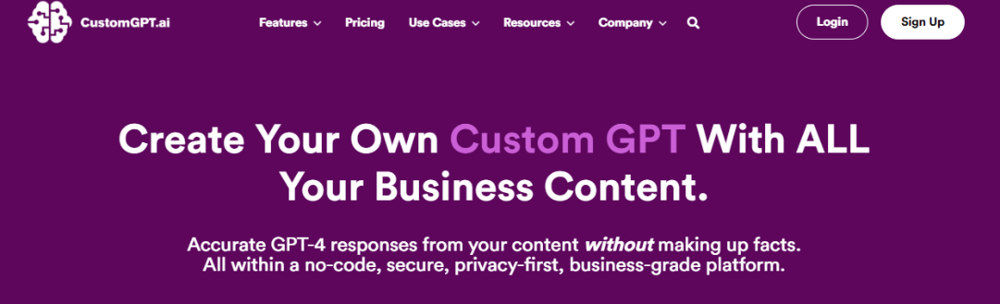 CustomGPT.ai Features Pricing Use Cases Resources Company Login Sign Up
Create Your Own Custom GPT With ALL
Your Business Content.
Accurate GPT-4 responses from your content without making up facts.
All within a no-code, secure, privacy-first, business-grade platform.